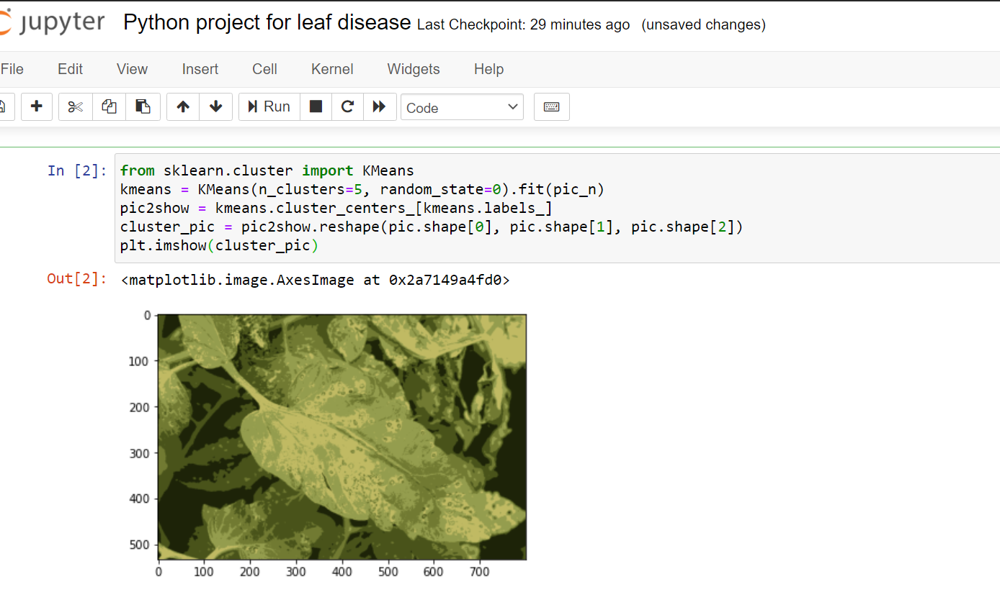 jupyter Python project for leaf disease Last Checkpoint: 29 minutes ago (unsaved changes)
File Edit View Insert Cell Kernel Widgets Help
Run Code
In [2]: from sklearn.cluster import KMeans
kmeans = KMeans(n_clusters=5, random_state=0).fit(pic_n)
pic2show = kmeans.cluster_centers_[kmeans.labels_]
cluster_pic = pic2show.reshape(pic.shape[0], pic.shape[1], pic.shape[2])
plt.imshow(cluster_pic)
Out[2]: <matplotlib.image.AxesImage at 0x2a7149a4fd0>
0
100
200
300
400
500
0 100 200 300 400 500 600 700